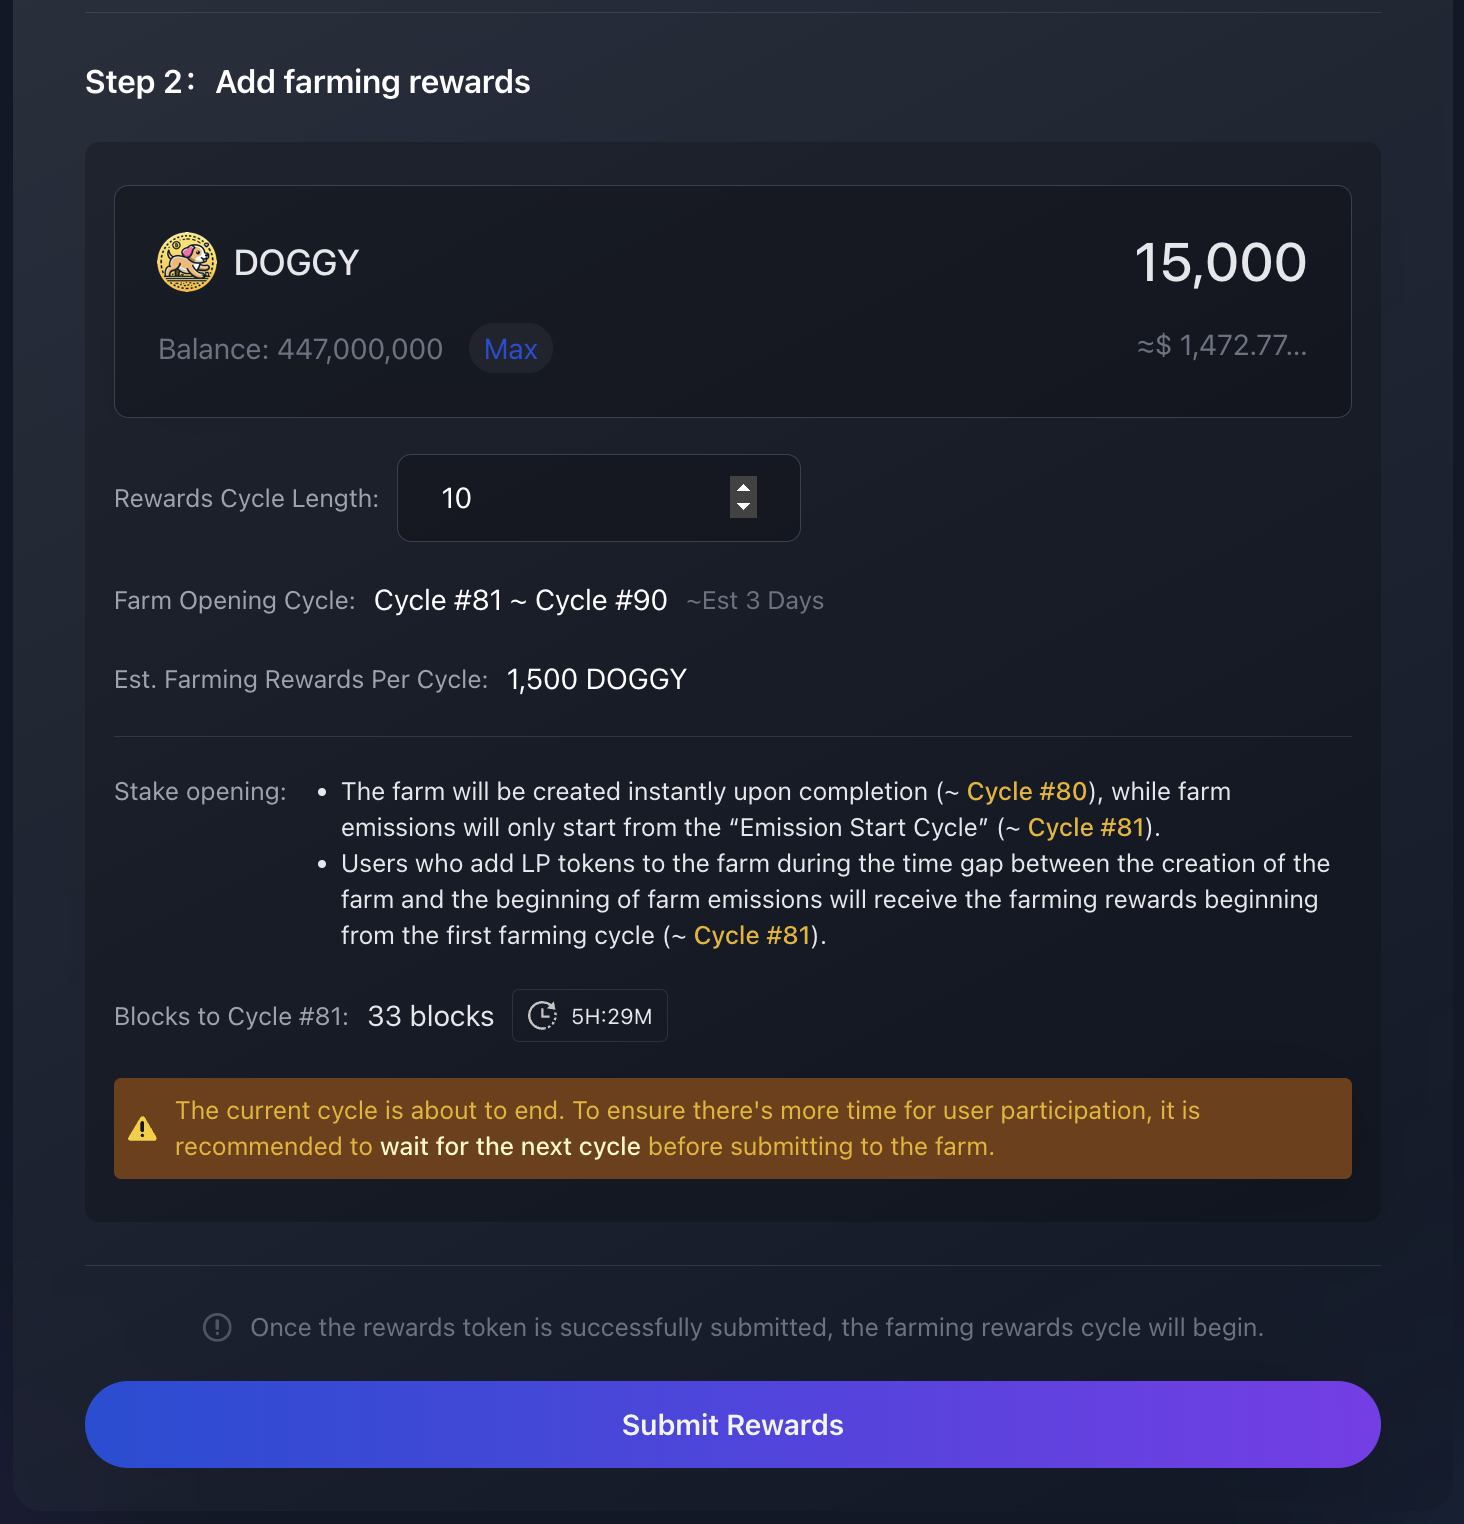 Step 2: Add farming rewards
DOGGY
15,000
Balance: 447,000,000 Max
≈$ 1,472.77...
Rewards Cycle Length: 10
Farm Opening Cycle: Cycle #81 ~ Cycle #90 ~Est 3 Days
Est. Farming Rewards Per Cycle: 1,500 DOGGY
Stake opening: • The farm will be created instantly upon completion (~ Cycle #80), while farm
emissions will only start from the “Emission Start Cycle” (~ Cycle #81).
• Users who add LP tokens to the farm during the time gap between the creation of the
farm and the beginning of farm emissions will receive the farming rewards beginning
from the first farming cycle (~ Cycle #81).
Blocks to Cycle #81: 33 blocks 5H:29M
The current cycle is about to end. To ensure there's more time for user participation, it is
recommended to wait for the next cycle before submitting to the farm.
Once the rewards token is successfully submitted, the farming rewards cycle will begin.
Submit Rewards